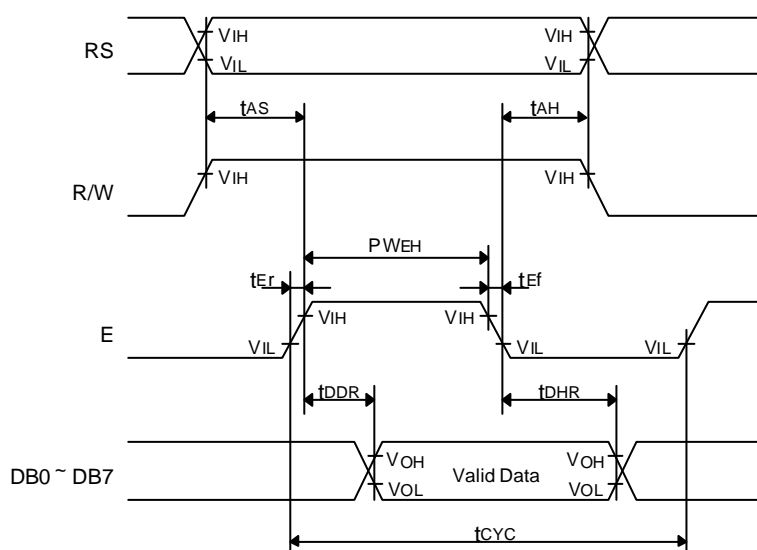 RS
VIH
VIL
VIH
VIL
tAS
tAH
R/W
VIH
VIH
PWEH
tEr
tEf
E
VIL
VIH
VIH
VIL
VIL
tDDR
tDHR
DB0 ~ DB7
VOH
VOL
Valid Data
VOH
VOL
tCYC